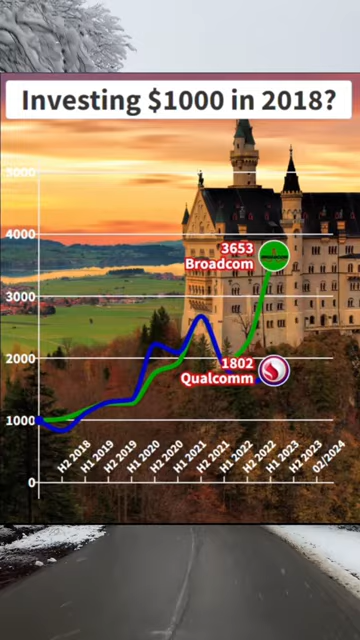 Investing $1000 in 2018?
5000
4000
3653
Broadcom
3000
2000
1802
Qualcomm
1000
0
H2 2018
H1 2019
H2 2019
H1 2020
H2 2020
H1 2021
H2 2021
H1 2022
H2 2022
H1 2023
H2 2023
02/2024